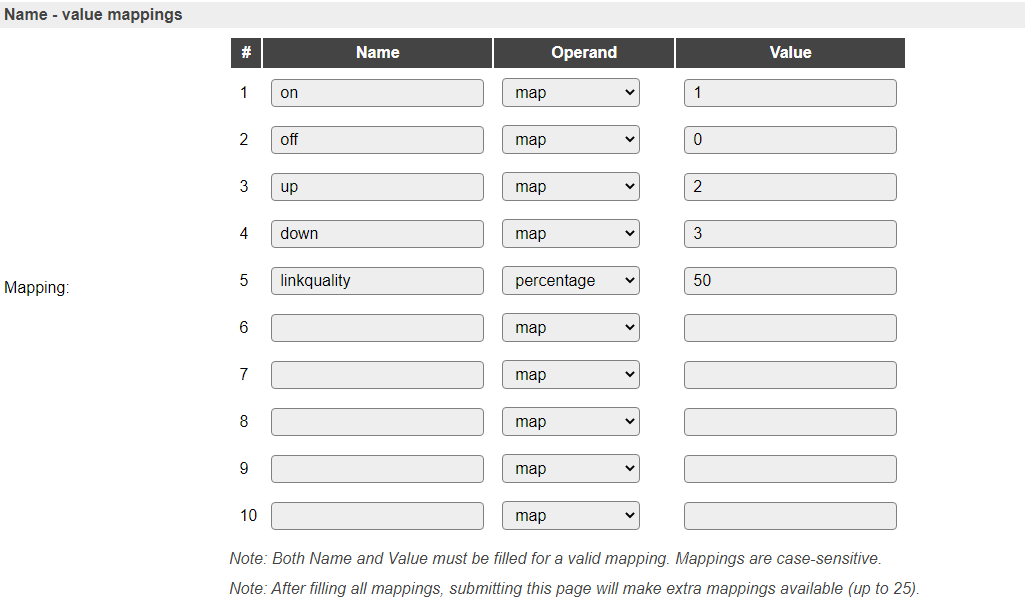 Name - value mappings
# Name Operand Value
1 on map 1
2 off map 0
3 up map 2
4 down map 3
5 linkquality percentage 50
Mapping:
6 map
7 map
8 map
9 map
10 map
Note: Both Name and Value must be filled for a valid mapping. Mappings are case-sensitive.
Note: After filling all mappings, submitting this page will make extra mappings available (up to 25).